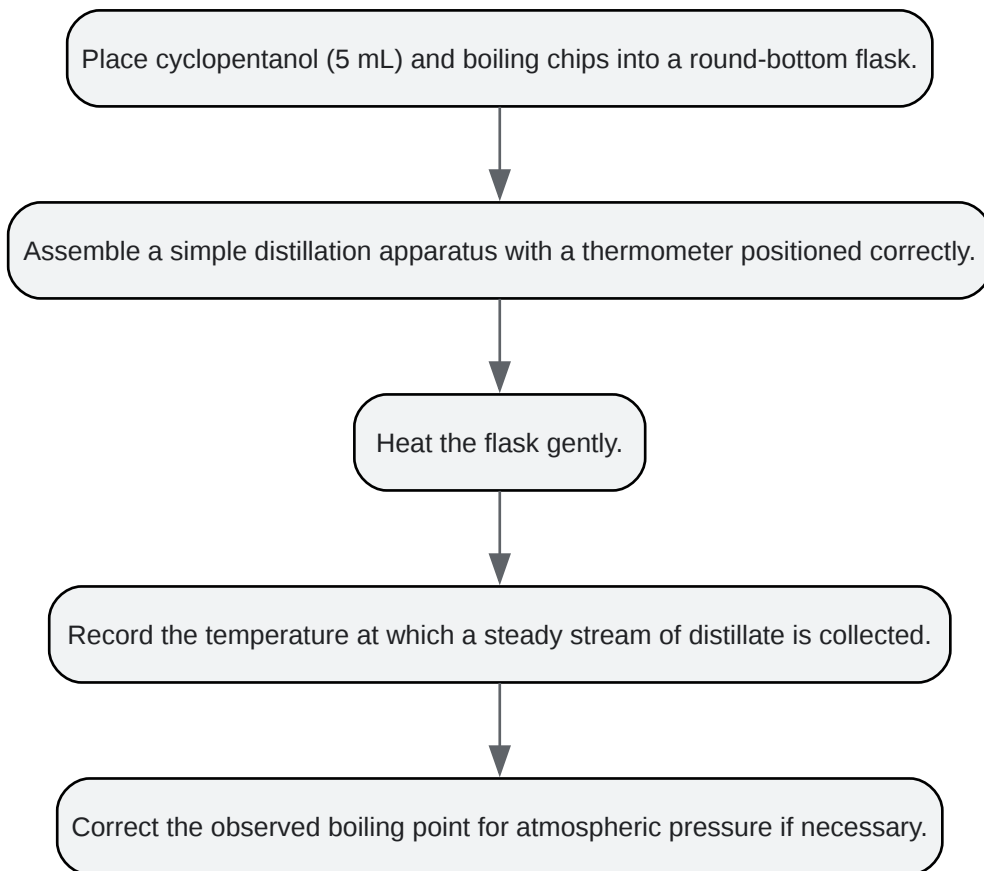 Place cyclopentanol (5 mL) and boiling chips into a round-bottom flask.
Assemble a simple distillation apparatus with a thermometer positioned correctly.
Heat the flask gently.
Record the temperature at which a steady stream of distillate is collected.
Correct the observed boiling point for atmospheric pressure if necessary.